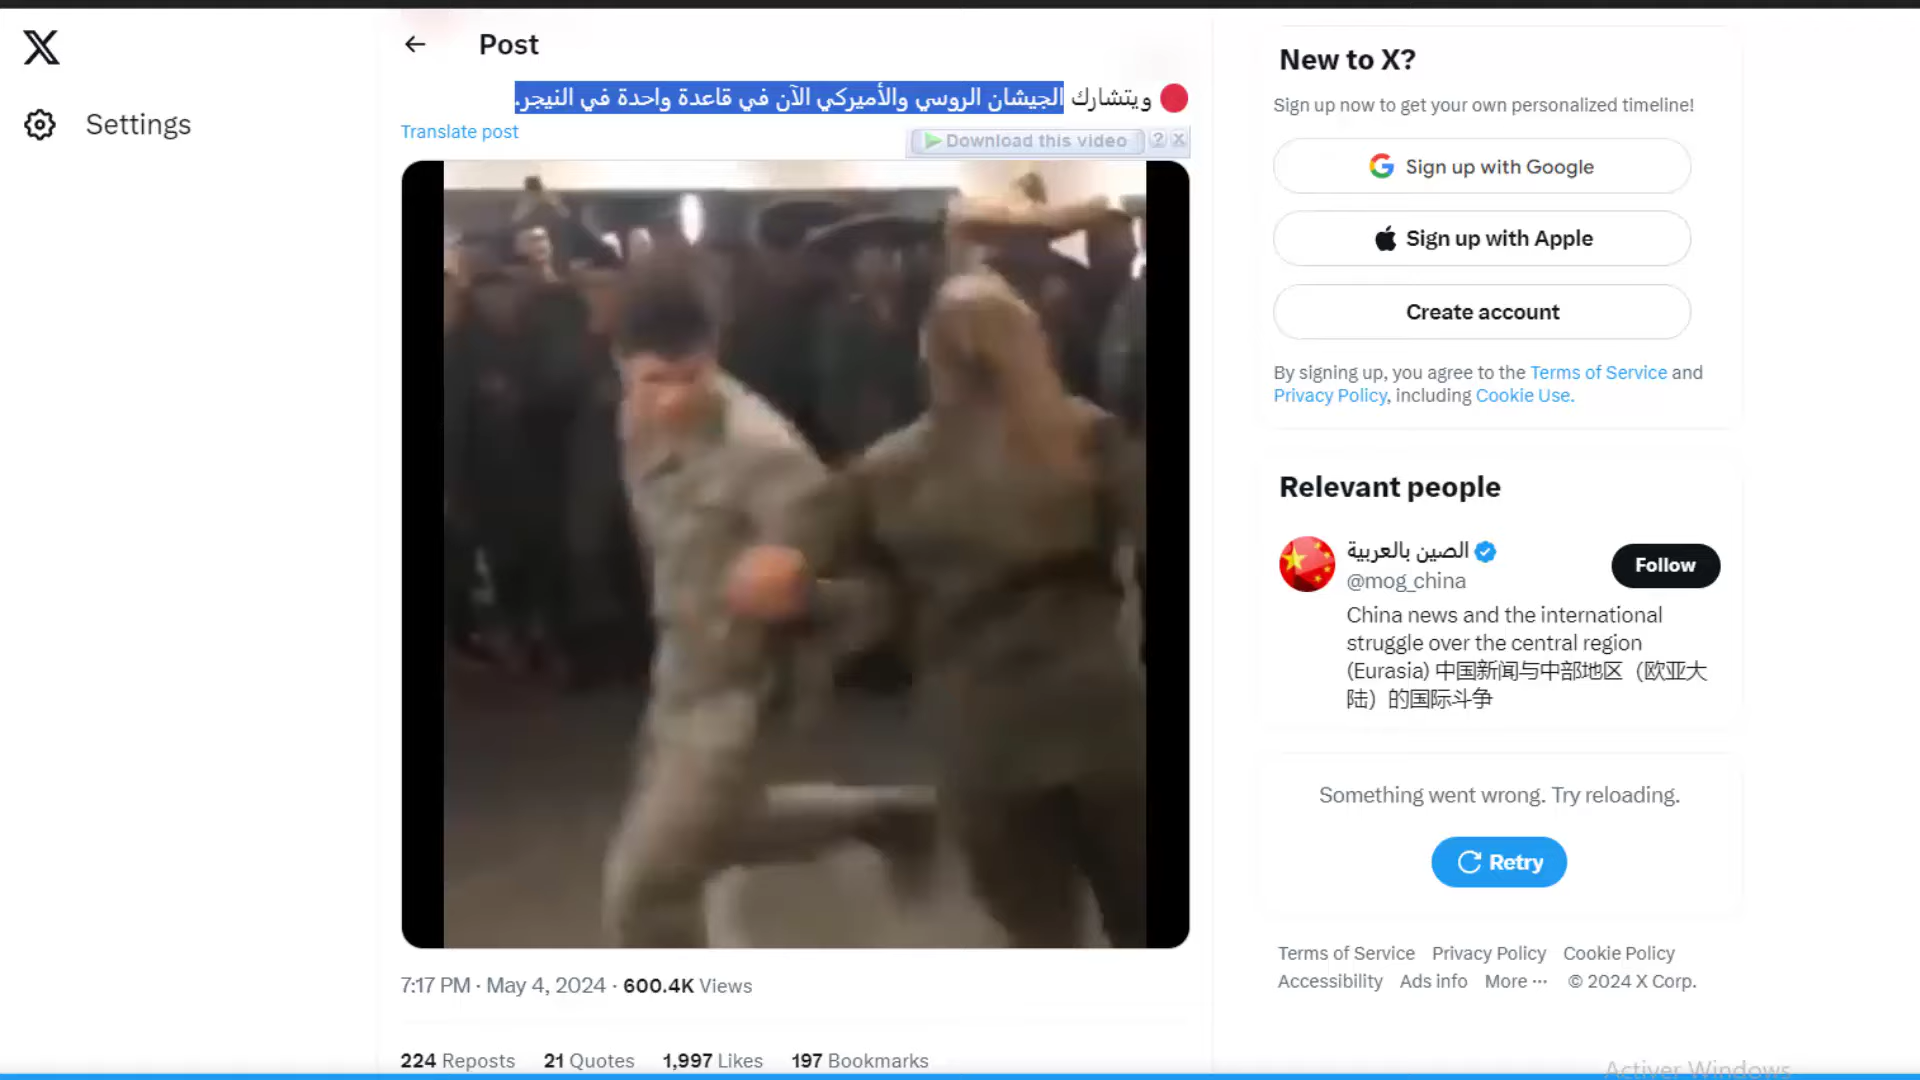 Post
Settings
ويتشارك الجيشان الروسي والأميركي الآن في قاعدة واحدة في النيجر.
Translate post
Download this video ? X
7:17 PM · May 4, 2024 · 600.4K Views
224 Reposts 21 Quotes 1,997 Likes 197 Bookmarks
New to X?
Sign up now to get your own personalized timeline!
Sign up with Google
Sign up with Apple
Create account
By signing up, you agree to the Terms of Service and
Privacy Policy, including Cookie Use.
Relevant people
الصين بالعربية
@mog_china
Follow
China news and the international
struggle over the central region
(Eurasia) 中国新闻与中部地区（欧亚大
陆）的国际斗争
Something went wrong. Try reloading.
Retry
Terms of Service Privacy Policy Cookie Policy
Accessibility Ads info More ··· © 2024 X Corp.
Activer Windows